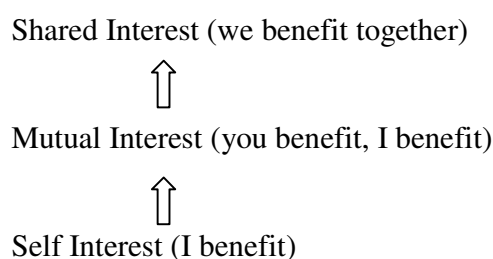 Shared Interest (we benefit together)
Mutual Interest (you benefit, I benefit)
Self Interest (I benefit)